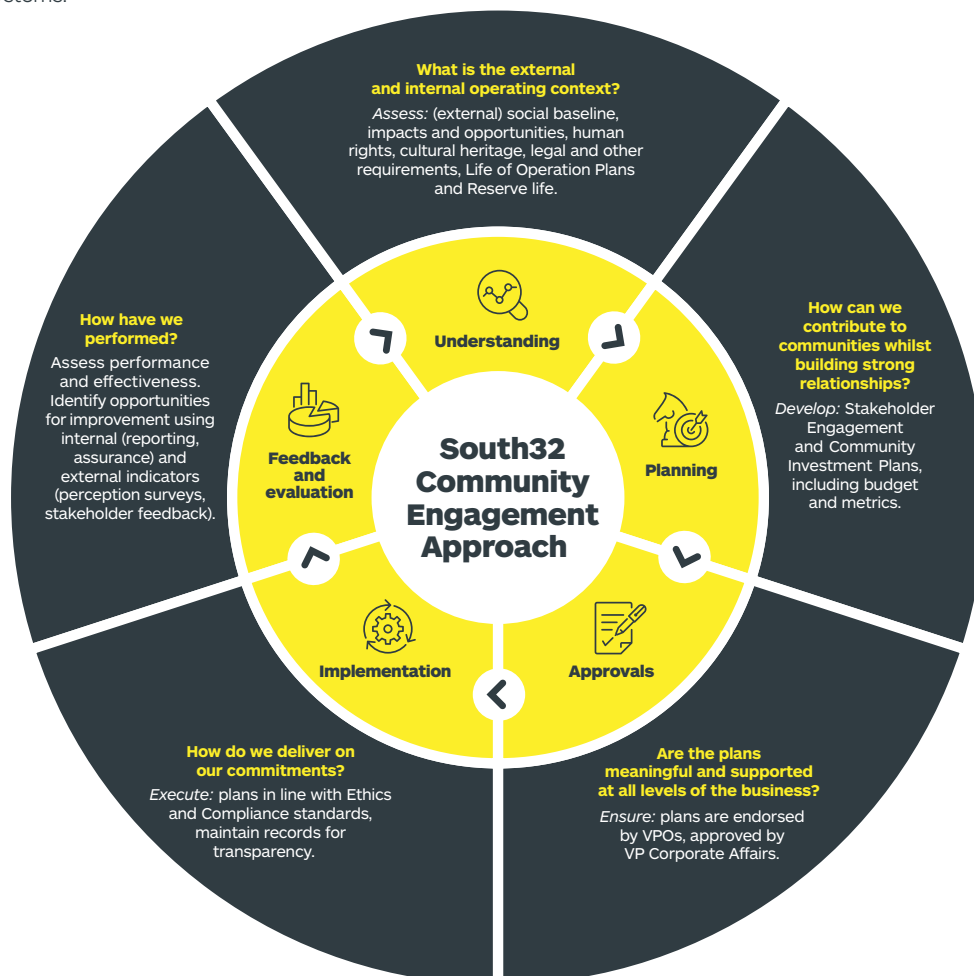 What is the external
and internal operating context?
Assess: (external) social baseline,
impacts and opportunities, human
rights, cultural heritage, legal and other
requirements, Life of Operation Plans
and Reserve life.
Understanding
How can we
contribute to
communities whilst
building strong
relationships?
Develop: Stakeholder
Engagement
and Community
Investment Plans,
including budget
and metrics.
Planning
Are the plans
meaningful and supported
at all levels of the business?
Ensure: plans are endorsed
by VPOs, approved by
VP Corporate Affairs.
Approvals
How do we deliver on
our commitments?
Execute: plans in line with Ethics
and Compliance standards,
maintain records for
transparency.
Implementation
How have we
performed?
Assess performance
and effectiveness.
Identify opportunities
for improvement using
internal (reporting,
assurance) and
external indicators
(perception surveys,
stakeholder feedback).
Feedback
and
evaluation
South32
Community
Engagement
Approach